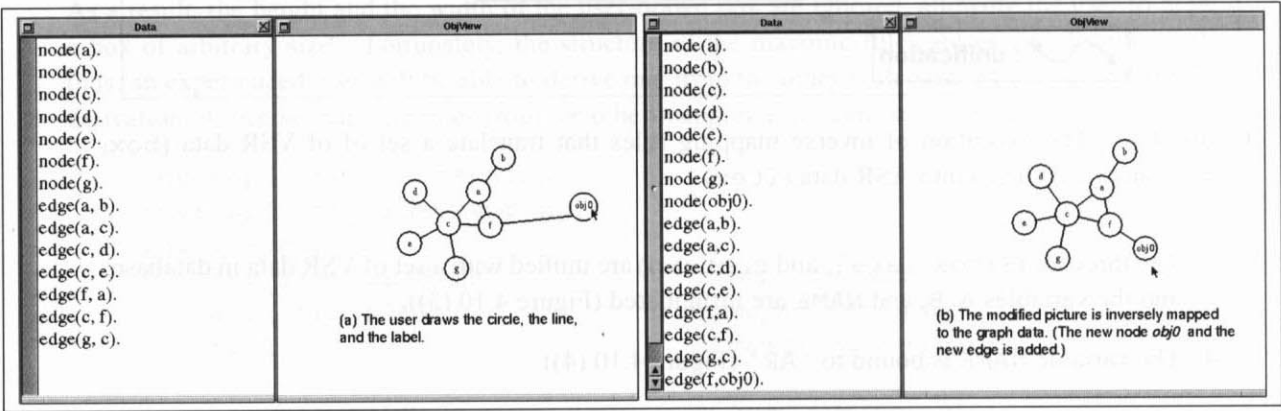 Data
ObjView
node(a).
node(b).
node(c).
node(d).
node(e).
node(f).
node(g).
edge(a, b).
edge(a, c).
edge(c, d).
edge(c, e).
edge(f, a).
edge(c, f).
edge(g, c).
b
d
a
obj0
c
f
e
g
(a) The user draws the circle, the line,
and the label.
Data
ObjView
node(a).
node(b).
node(c).
node(d).
node(e).
node(f).
node(g).
node(obj0).
edge(a,b).
edge(a,c).
edge(c,d).
edge(c,e).
edge(f,a).
edge(c,f).
edge(g,c).
edge(f,obj0).
b
d
a
c
e
f
obj0
g
(b) The modified picture is inversely mapped
to the graph data. (The new node obj0 and the
new edge is added.)